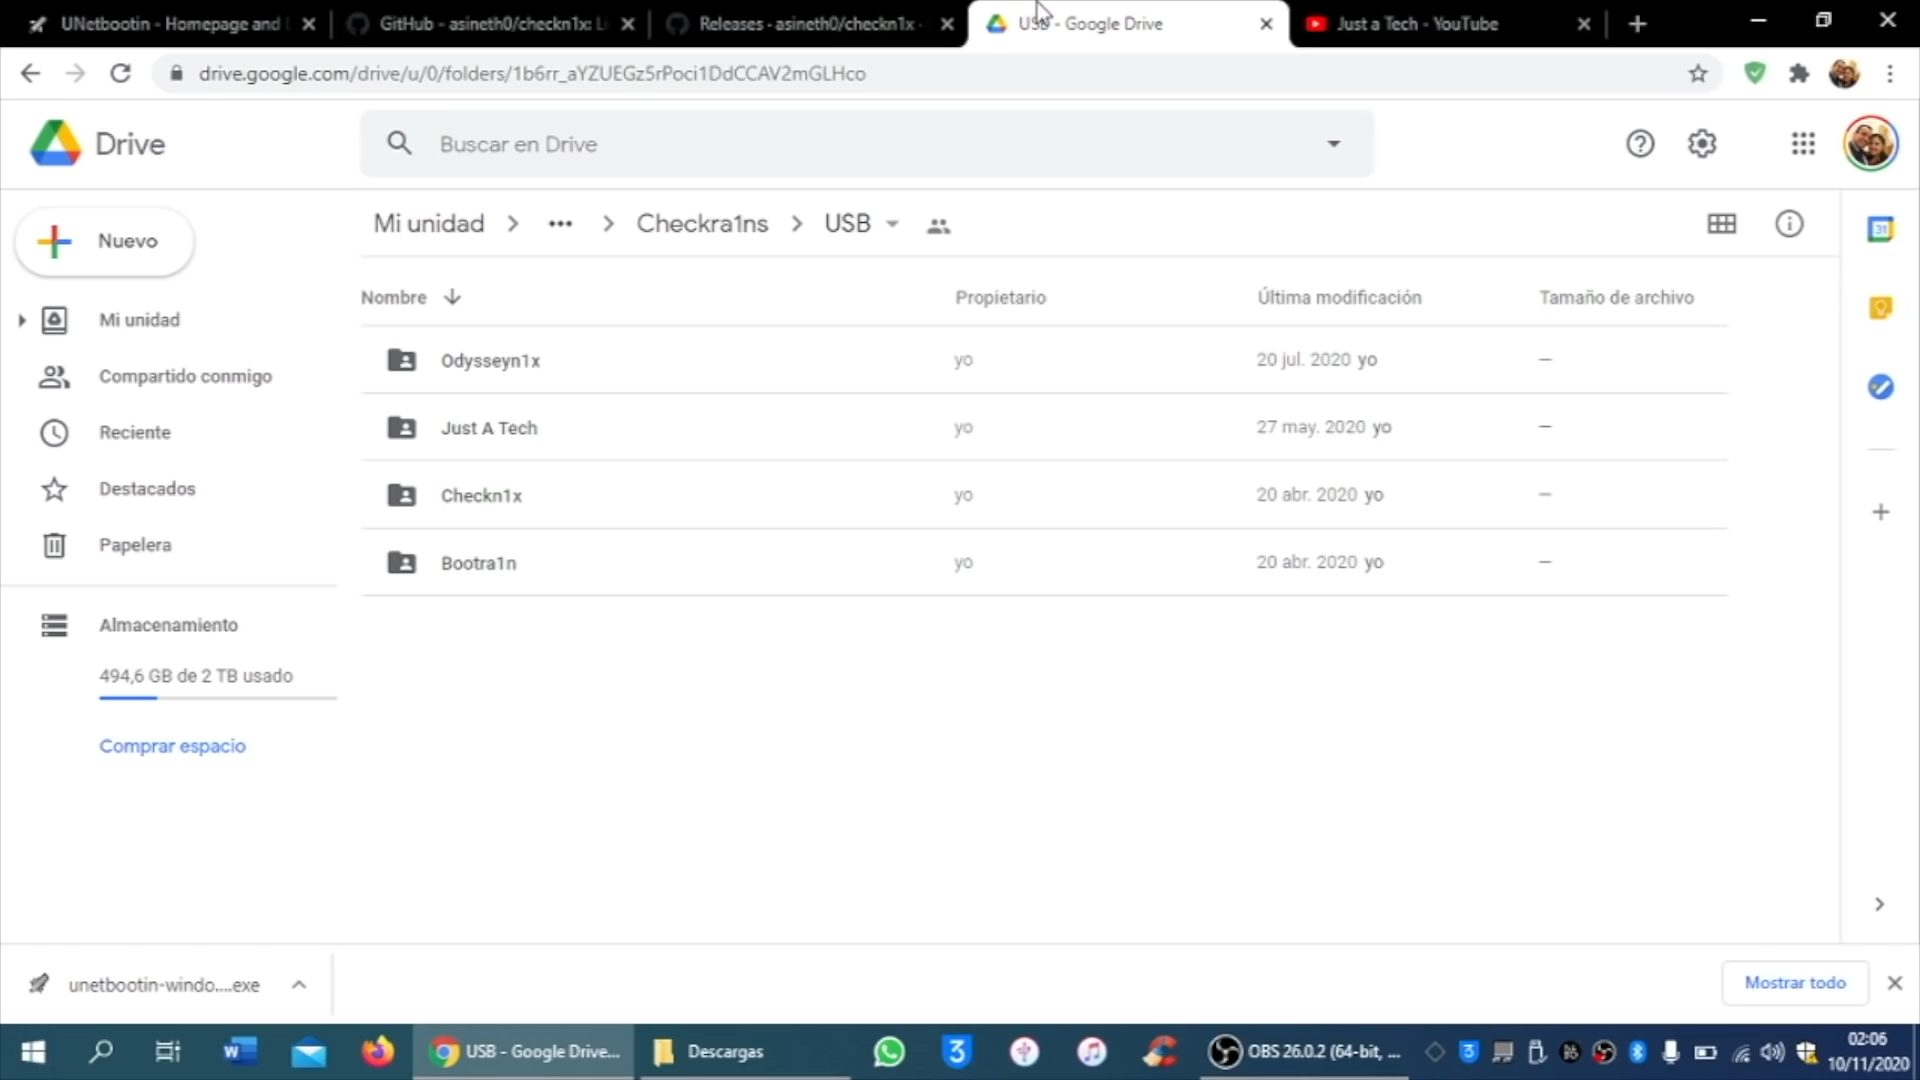 UNetbootin - Homepage and
GitHub - asineth0/checkn1x: Li
Releases · asineth0/checkn1x ·
USB - Google Drive
Just a Tech - YouTube
drive.google.com/drive/u/0/folders/1b6rr_aYZUEGz5rPoci1DdCCAV2mGLHco
Drive
Buscar en Drive
Nuevo
Mi unidad
Compartido conmigo
Reciente
Destacados
Papelera
Almacenamiento
494,6 GB de 2 TB usado
Comprar espacio
Mi unidad > ••• > Checkra1ns > USB
Nombre Propietario Última modificación Tamaño de archivo
Odysseyn1x yo 20 jul. 2020 yo —
Just A Tech yo 27 may. 2020 yo —
Checkn1x yo 20 abr. 2020 yo —
Bootra1n yo 20 abr. 2020 yo —
31
unetbootin-windo....exe
Mostrar todo
USB - Google Drive...
Descargas
OBS 26.0.2 (64-bit, ...
02:06
10/11/2020